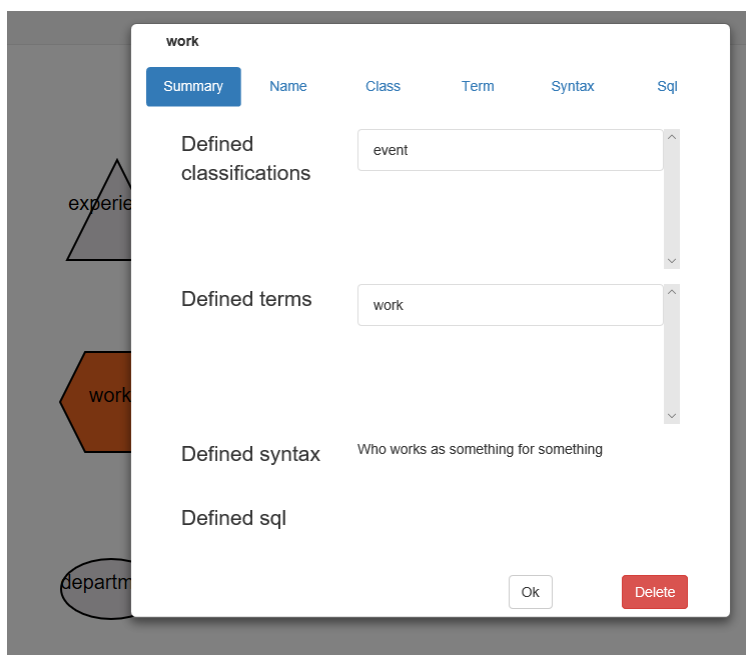 work
Summary Name Class Term Syntax Sql
Defined
classifications
event
experie
Defined terms
work
work
Defined syntax
Who works as something for something
Defined sql
departm
Ok
Delete